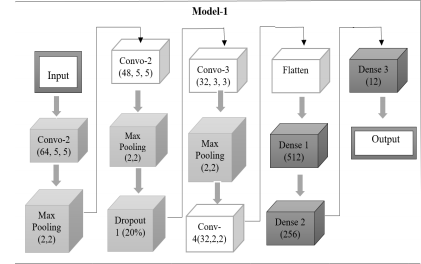 Model-1
Input
Convo-2
(64, 5, 5)
Max
Pooling
(2,2)
Convo-2
(48, 5, 5)
Max
Pooling
(2,2)
Dropout
1 (20%)
Convo-3
(32, 3, 3)
Max
Pooling
(2,2)
Conv-
4(32,2,2)
Flatten
Dense 1
(512)
Dense 2
(256)
Dense 3
(12)
Output